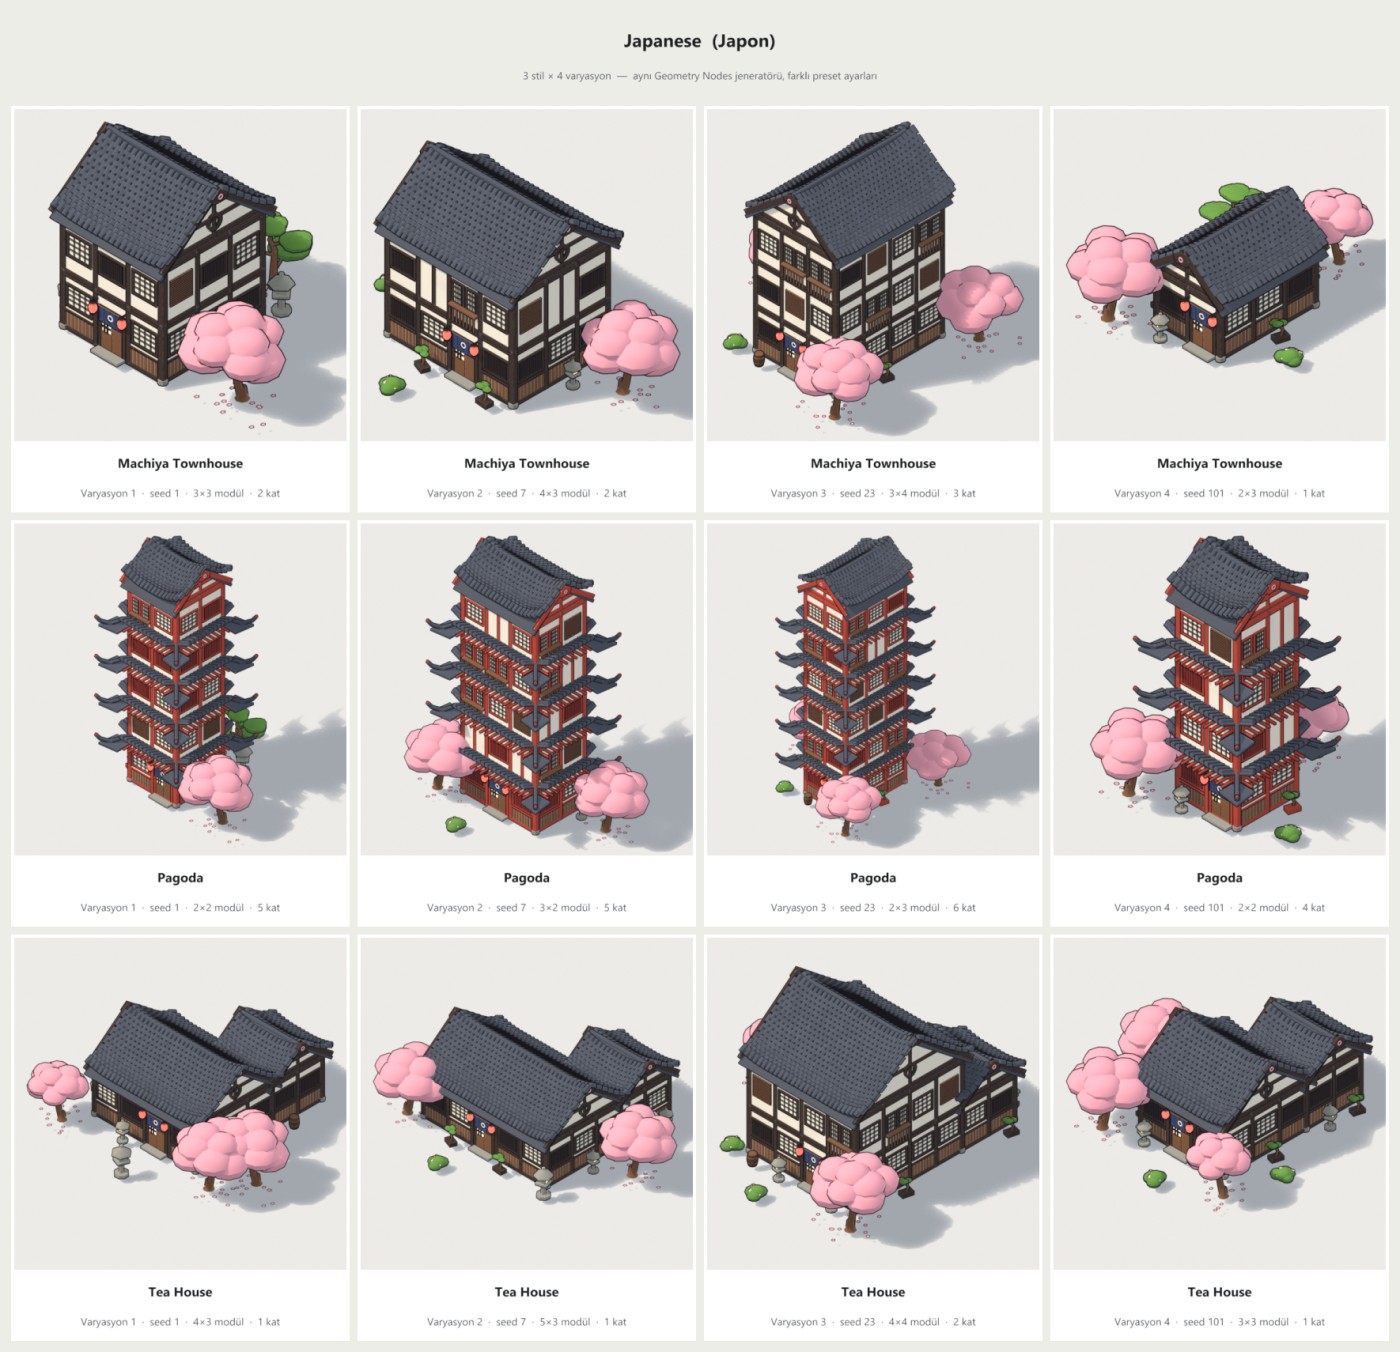 Japanese (Japon)
3 stil × 4 varyasyon — aynı Geometry Nodes jeneratörü, farklı preset ayarları
Machiya Townhouse
Varyasyon 1 · seed 1 · 3×3 modül · 2 kat
Machiya Townhouse
Varyasyon 2 · seed 7 · 4×3 modül · 2 kat
Machiya Townhouse
Varyasyon 3 · seed 23 · 3×4 modül · 3 kat
Machiya Townhouse
Varyasyon 4 · seed 101 · 2×3 modül · 1 kat
Pagoda
Varyasyon 1 · seed 1 · 2×2 modül · 5 kat
Pagoda
Varyasyon 2 · seed 7 · 3×2 modül · 5 kat
Pagoda
Varyasyon 3 · seed 23 · 2×3 modül · 6 kat
Pagoda
Varyasyon 4 · seed 101 · 2×2 modül · 4 kat
Tea House
Varyasyon 1 · seed 1 · 4×3 modül · 1 kat
Tea House
Varyasyon 2 · seed 7 · 5×3 modül · 1 kat
Tea House
Varyasyon 3 · seed 23 · 4×4 modül · 2 kat
Tea House
Varyasyon 4 · seed 101 · 3×3 modül · 1 kat